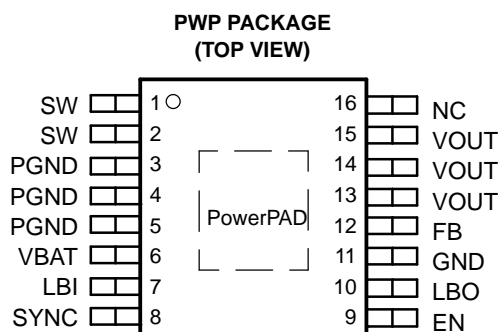 PWP PACKAGE
(TOP VIEW)
SW 1 16 NC
SW 2 15 VOUT
PGND 3 14 VOUT
PGND 4 13 VOUT
PGND 5 12 FB
VBAT 6 11 GND
LBI 7 10 LBO
SYNC 8 9 EN
PowerPAD